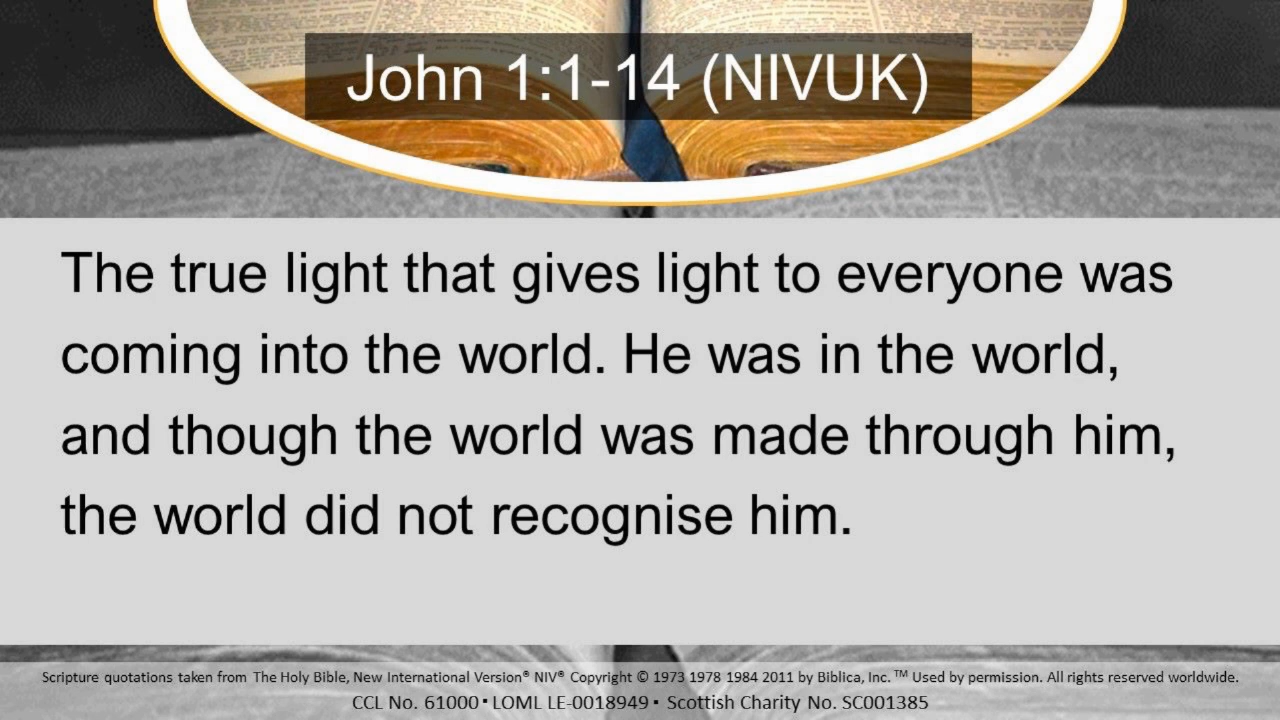 John 1:1-14 (NIVUK)
The true light that gives light to everyone was
coming into the world. He was in the world,
and though the world was made through him,
the world did not recognise him.
Scripture quotations taken from The Holy Bible, New International Version® NIV® Copyright © 1973 1978 1984 2011 by Biblica, Inc.™ Used by permission. All rights reserved worldwide.
CCL No. 61000▪LOML LE-0018949▪ Scottish Charity No. SC001385